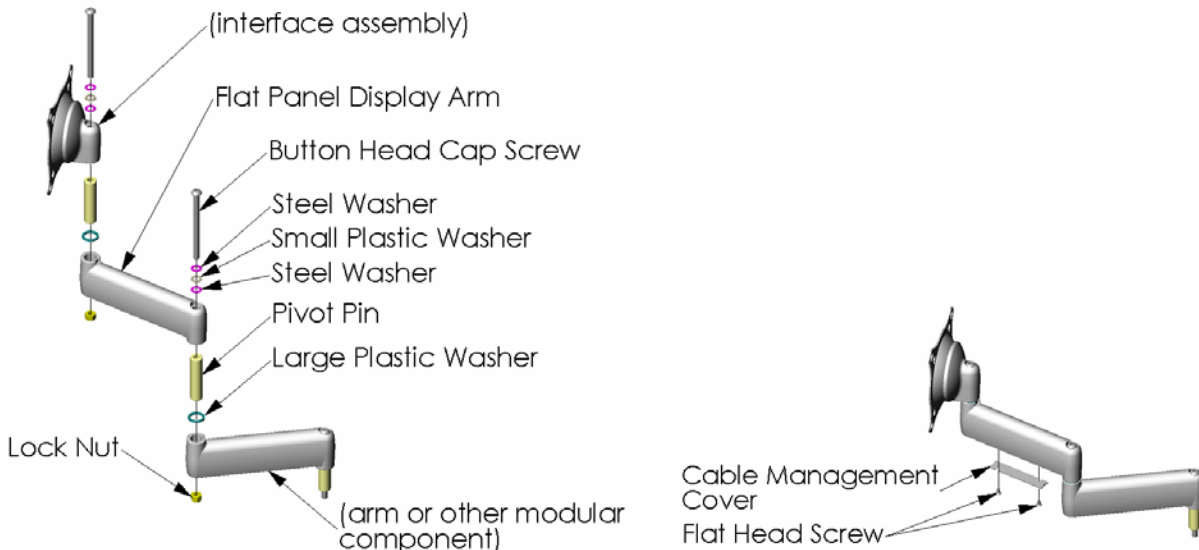 (interface assembly)
Flat Panel Display Arm
Button Head Cap Screw
Steel Washer
Small Plastic Washer
Steel Washer
Pivot Pin
Large Plastic Washer
Lock Nut
(arm or other modular
component)
Cable Management
Cover
Flat Head Screw